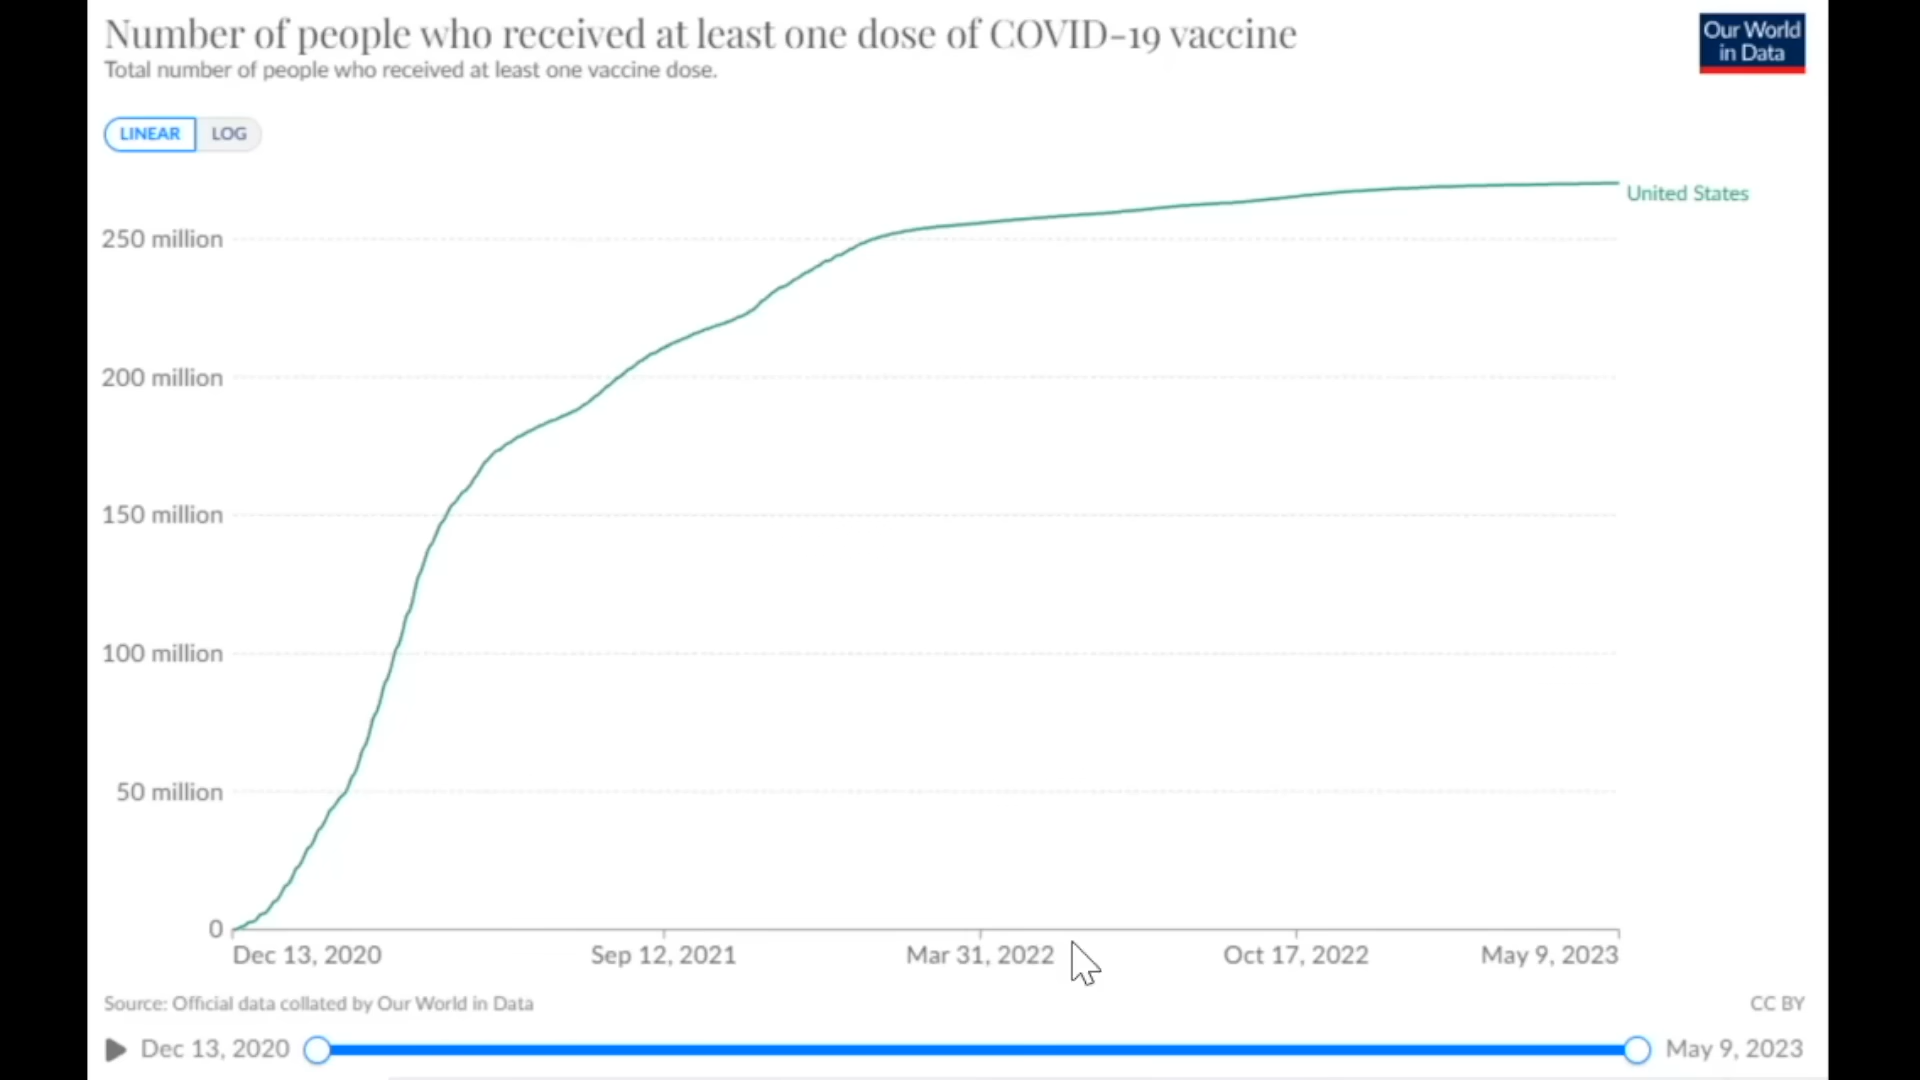 Number of people who received at least one dose of COVID-19 vaccine
Total number of people who received at least one vaccine dose.
Our World
in Data
LINEAR LOG
United States
250 million
200 million
150 million
100 million
50 million
0
Dec 13, 2020 Sep 12, 2021 Mar 31, 2022 Oct 17, 2022 May 9, 2023
Source: Official data collated by Our World in Data CC BY
Dec 13, 2020 May 9, 2023